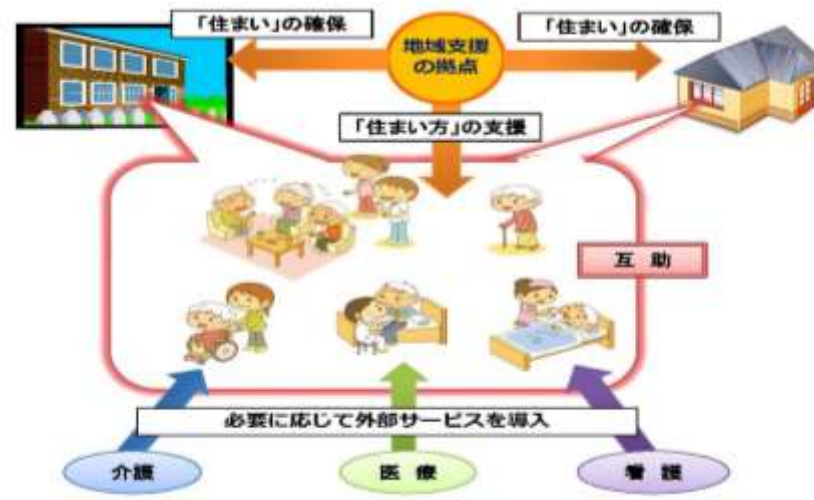 「住まい」の確保
地域支援
の拠点
「住まい」の確保
「住まい方」の支援
互 助
必要に応じて外部サービスを導入
介護
医 療
看 護